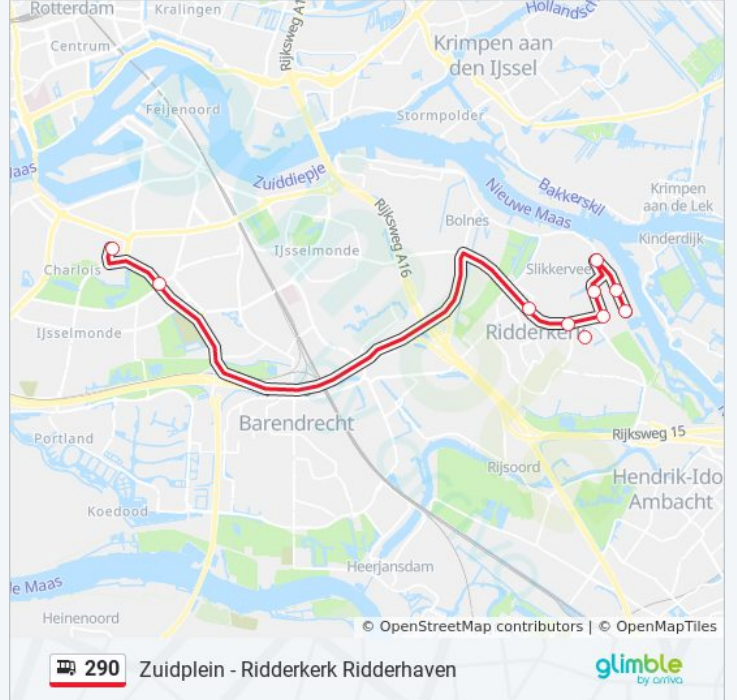 Rotterdam
Kralingen
Hollandsch
Centrum
Rijksweg A1
Krimpen aan
den IJssel
Feijenoord
Stormpolder
Maas
Zuiddiepje
Nieuwe Maas
Bakkerskil
Krimpen
aan de Lek
Rijksweg A16
Bolnes
Kinderdijk
IJsselmonde
Charlois
Slikkerveer
IJsselmonde
Ridderkerk
Barendrecht
Portland
Rijksweg 15
Rijsoord
Hendrik-Ido
Ambacht
Koedood
Heerjansdam
e Maas
Heinenoord
© OpenStreetMap contributors | © OpenMapTiles
290 Zuidplein - Ridderkerk Ridderhaven
glimble
by arriva